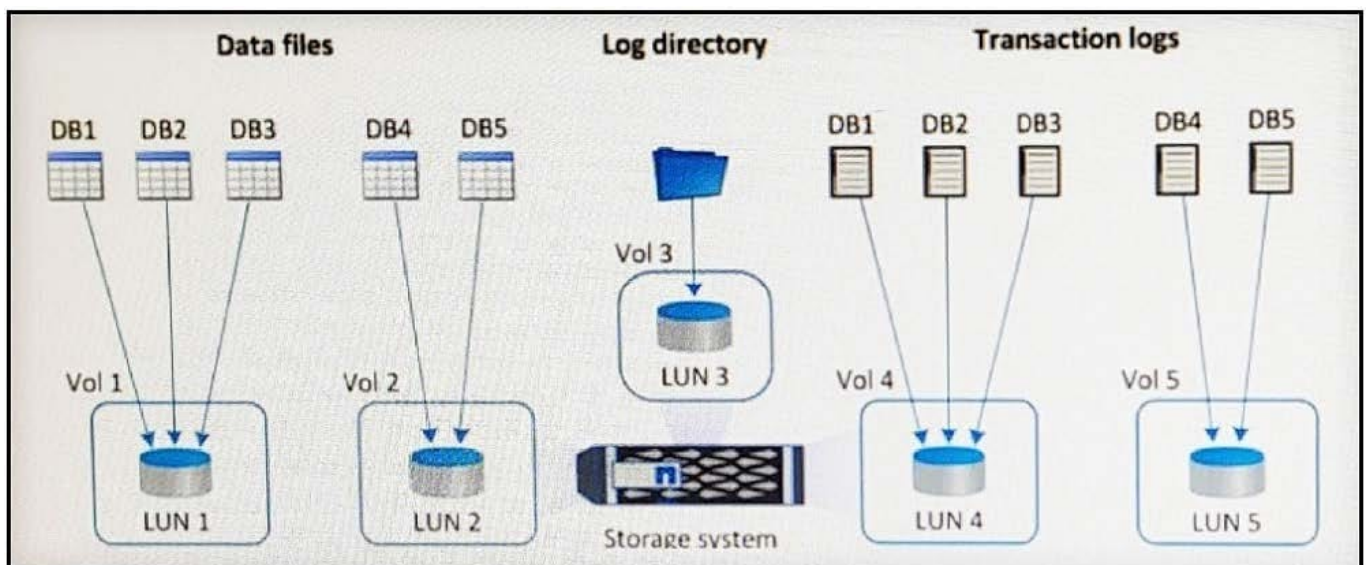 Data files Log directory Transaction logs
DB1 DB2 DB3 DB4 DB5 DB1 DB2 DB3 DB4 DB5
Vol 3
LUN 3
Vol 1 Vol 2 Vol 4 Vol 5
LUN 1 LUN 2 LUN 4 LUN 5
Storage system